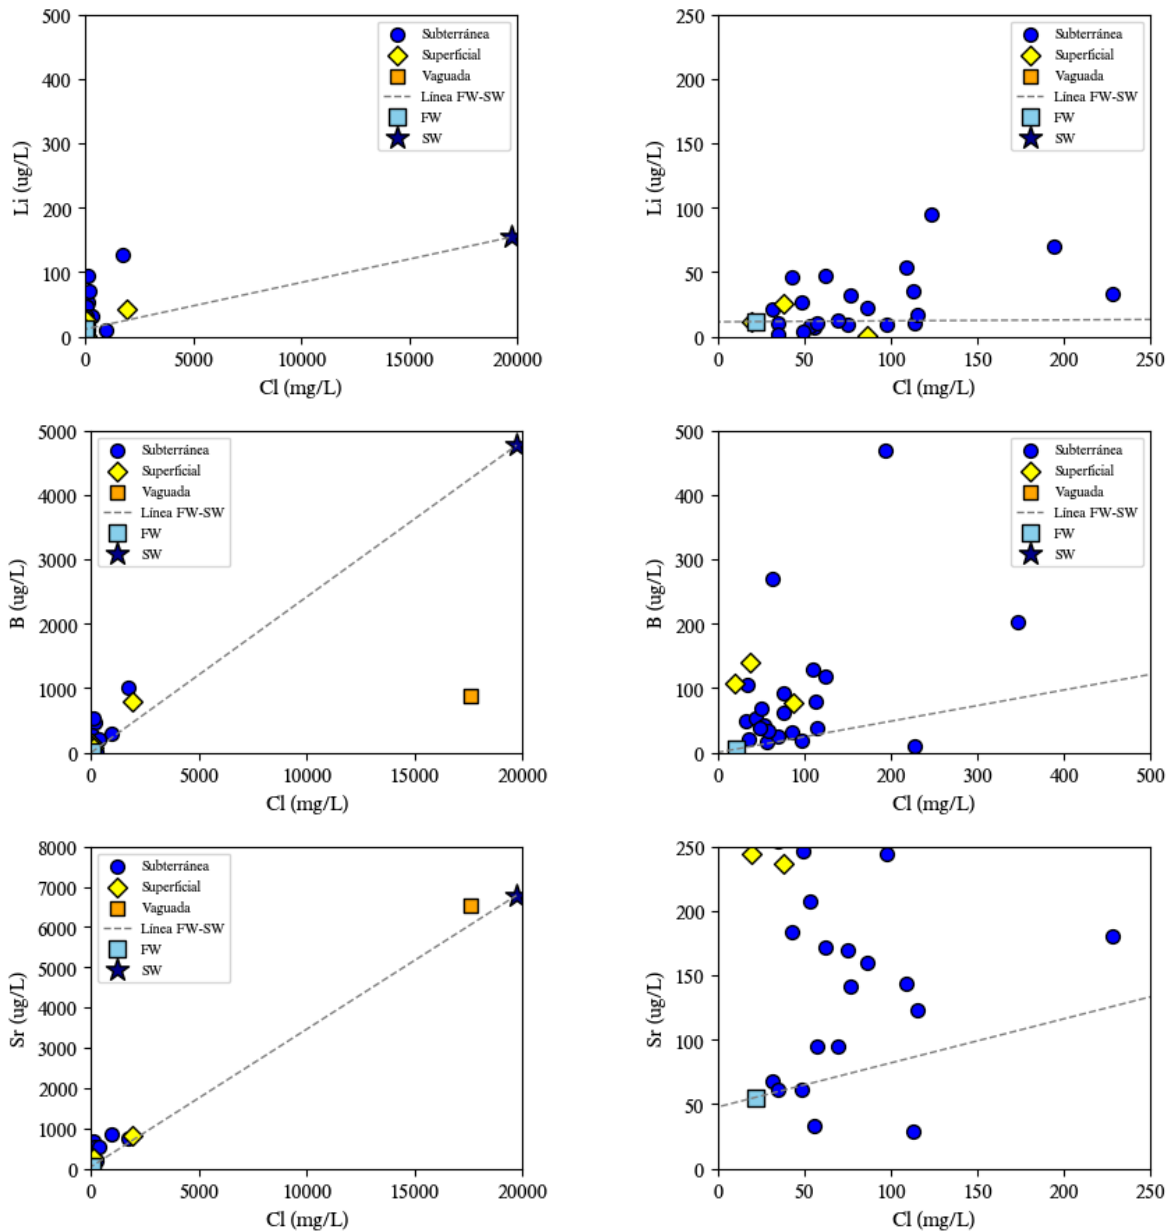 500
400
300
200
100
0
Li (ug/L)
Subterránea
Superficial
Vaguada
Línea FW-SW
FW
SW
0 5000 10000 15000 20000
Cl (mg/L)
250
200
150
100
50
0
Li (ug/L)
Subterránea
Superficial
Vaguada
Línea FW-SW
FW
SW
0 50 100 150 200 250
Cl (mg/L)
5000
4000
3000
2000
1000
0
B (ug/L)
Subterránea
Superficial
Vaguada
Línea FW-SW
FW
SW
0 5000 10000 15000 20000
Cl (mg/L)
500
400
300
200
100
0
B (ug/L)
Subterránea
Superficial
Vaguada
Línea FW-SW
FW
SW
0 100 200 300 400 500
Cl (mg/L)
8000
7000
6000
5000
4000
3000
2000
1000
0
Sr (ug/L)
Subterránea
Superficial
Vaguada
Línea FW-SW
FW
SW
0 5000 10000 15000 20000
Cl (mg/L)
250
200
150
100
50
0
Sr (ug/L)
0 50 100 150 200 250
Cl (mg/L)